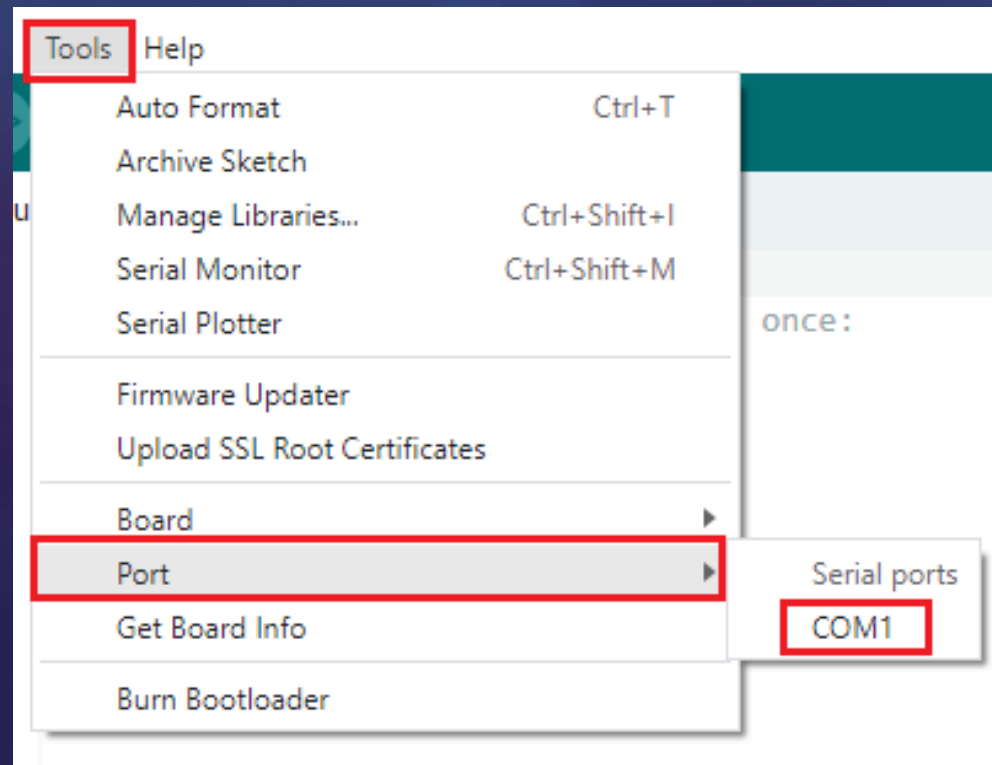 Tools Help
Auto Format Ctrl+T
Archive Sketch
Manage Libraries... Ctrl+Shift+I
Serial Monitor Ctrl+Shift+M
Serial Plotter
once:
Firmware Updater
Upload SSL Root Certificates
Board
Port
Serial ports
COM1
Get Board Info
Burn Bootloader